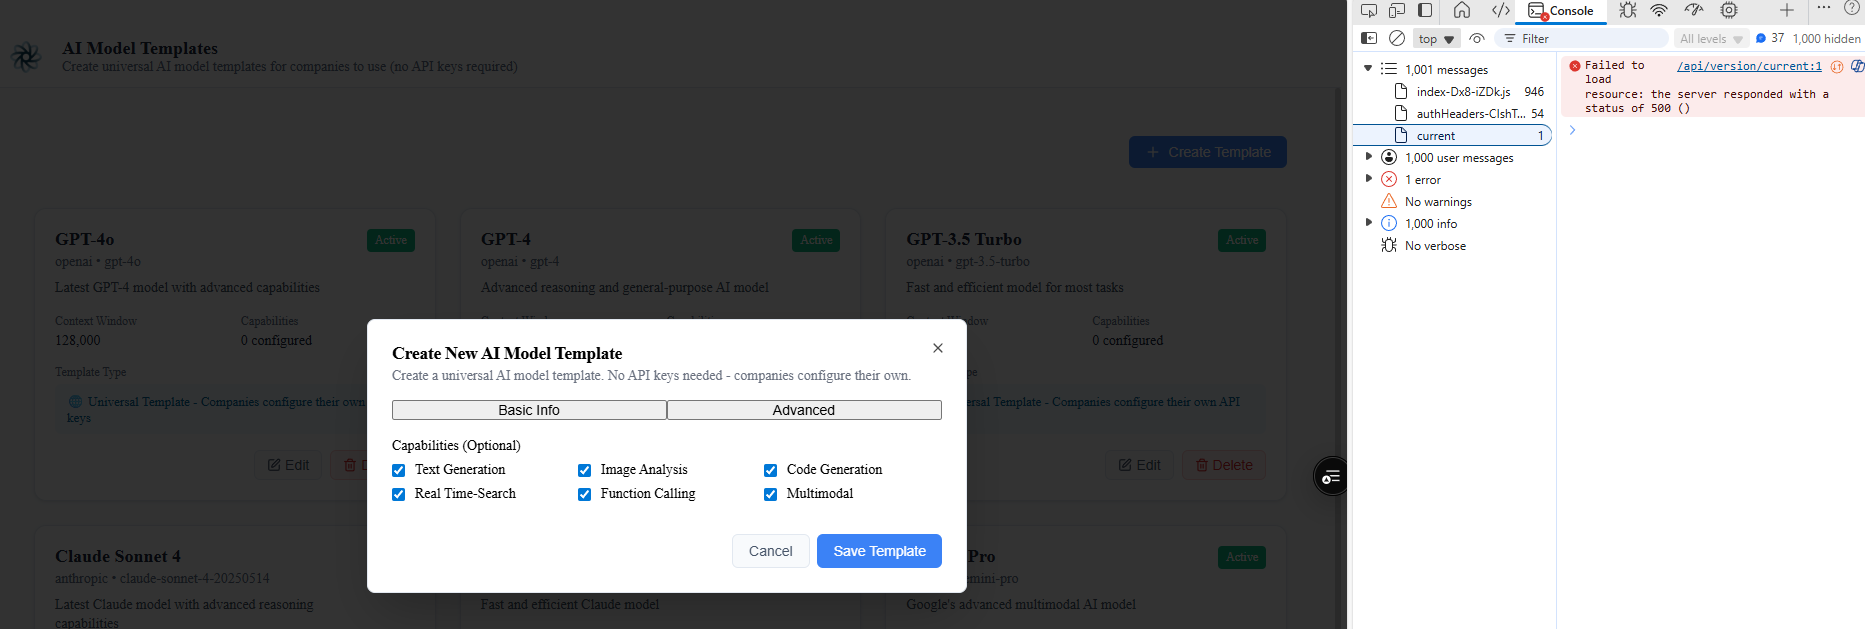 AI Model Templates
Create universal AI model templates for companies to use (no API keys required)
+ Create Template
GPT-4o
Active
openai • gpt-4o
Latest GPT-4 model with advanced capabilities
Context Window
Capabilities
128,000
0 configured
Template Type
Universal Template - Companies configure their own
keys
Edit
GPT-4
Active
openai • gpt-4
Advanced reasoning and general-purpose AI model
GPT-3.5 Turbo
Active
openai • gpt-3.5-turbo
Fast and efficient model for most tasks
Capabilities
0 configured
Template - Companies configure their own API
Edit
Delete
Create New AI Model Template
Create a universal AI model template. No API keys needed - companies configure their own.
Basic Info
Advanced
Capabilities (Optional)
Text Generation
Image Analysis
Code Generation
Real Time-Search
Function Calling
Multimodal
Cancel
Save Template
Claude Sonnet 4
anthropic • claude-sonnet-4-20250514
Latest Claude model with advanced reasoning
capabilities
Fast and efficient Claude model
Pro
Active
emini-pro
Google's advanced multimodal AI model
Console
top
Filter
All levels
37
1,000 hidden
1,001 messages
index-Dx8-iZDk.js 946
authHeaders-ClshT... 54
current 1
1,000 user messages
1 error
No warnings
1,000 info
No verbose
Failed to /api/version/current:1
load
resource: the server responded with a
status of 500 ()